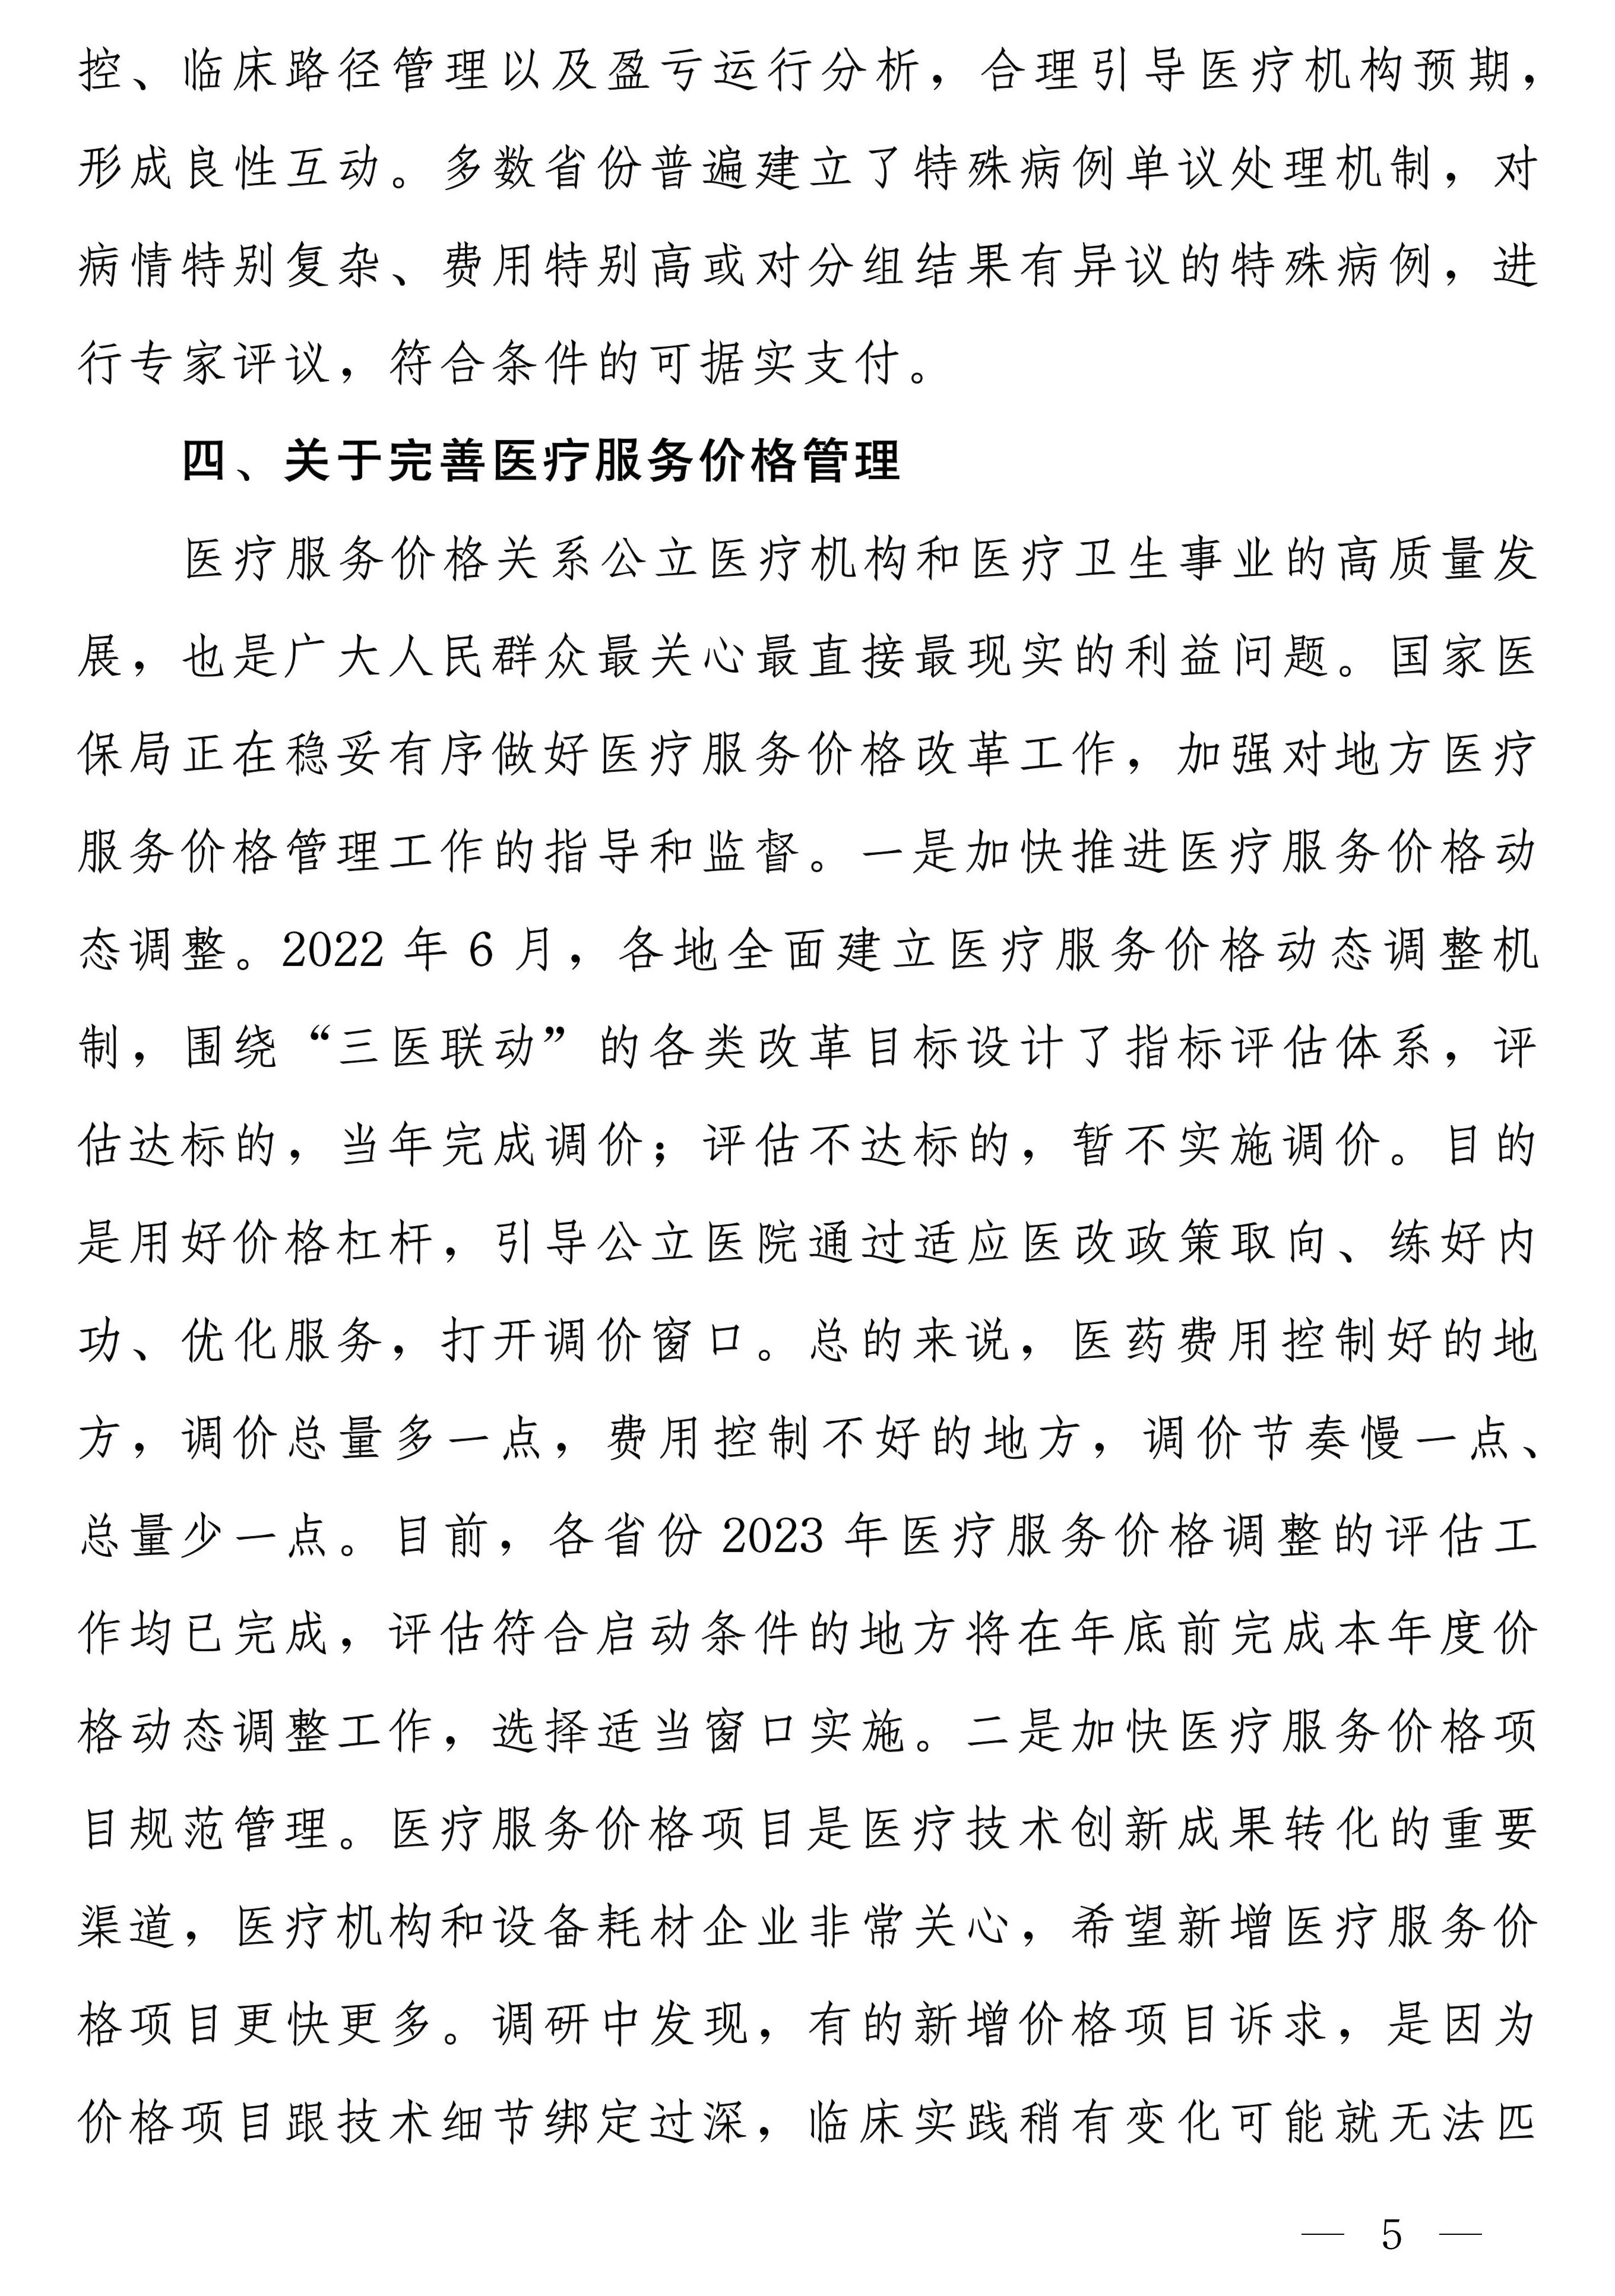 控、临床路径管理以及盈亏运行分析，合理引导医疗机构预期，
形成良性互动。多数省份普遍建立了特殊病例单议处理机制，对
病情特别复杂、费用特别高或对分组结果有异议的特殊病例，进
行专家评议，符合条件的可据实支付。
四、关于完善医疗服务价格管理
医疗服务价格关系公立医疗机构和医疗卫生事业的高质量发
展，也是广大人民群众最关心最直接最现实的利益问题。国家医
保局正在稳妥有序做好医疗服务价格改革工作，加强对地方医疗
服务价格管理工作的指导和监督。一是加快推进医疗服务价格动
态调整。2022 年 6 月，各地全面建立医疗服务价格动态调整机
制，围绕“三医联动”的各类改革目标设计了指标评估体系，评
估达标的，当年完成调价；评估不达标的，暂不实施调价。目的
是用好价格杠杆，引导公立医院通过适应医改政策取向、练好内
功、优化服务，打开调价窗口。总的来说，医药费用控制好的地
方，调价总量多一点，费用控制不好的地方，调价节奏慢一点、
总量少一点。目前，各省份 2023 年医疗服务价格调整的评估工
作均已完成，评估符合启动条件的地方将在年底前完成本年度价
格动态调整工作，选择适当窗口实施。二是加快医疗服务价格项
目规范管理。医疗服务价格项目是医疗技术创新成果转化的重要
渠道，医疗机构和设备耗材企业非常关心，希望新增医疗服务价
格项目更快更多。调研中发现，有的新增价格项目诉求，是因为
价格项目跟技术细节绑定过深，临床实践稍有变化可能就无法匹
— 5 —